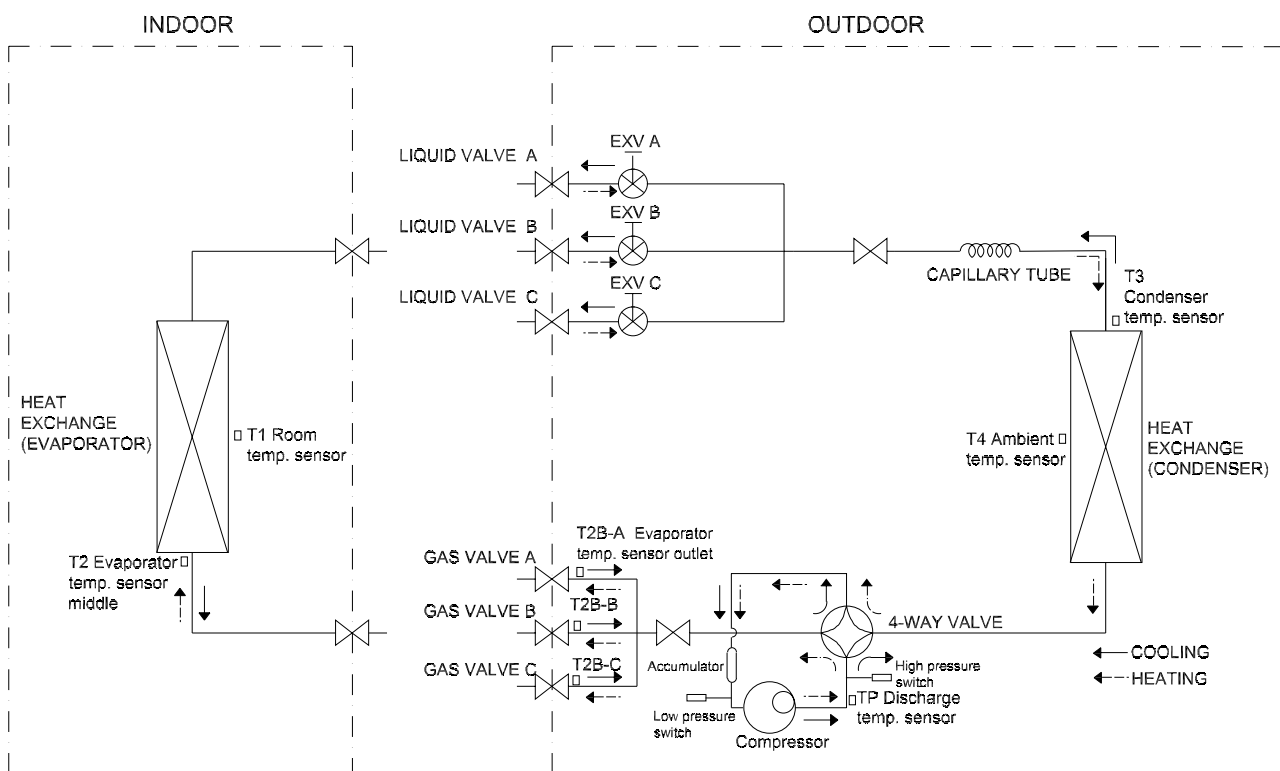 INDOOR
OUTDOOR
LIQUID VALVE A
EXV A
LIQUID VALVE B
EXV B
LIQUID VALVE C
EXV C
CAPILLARY TUBE
T3
Condenser
temp. sensor
HEAT
EXCHANGE
(EVAPORATOR)
T1 Room
temp. sensor
T4 Ambient
temp. sensor
HEAT
EXCHANGE
(CONDENSER)
T2 Evaporator
temp. sensor
middle
GAS VALVE A
T2B-A Evaporator
temp. sensor outlet
GAS VALVE B
T2B-B
GAS VALVE C
T2B-C
4-WAY VALVE
Accumulator
High pressure
switch
Low pressure
switch
TP Discharge
temp. sensor
Compressor
COOLING
HEATING